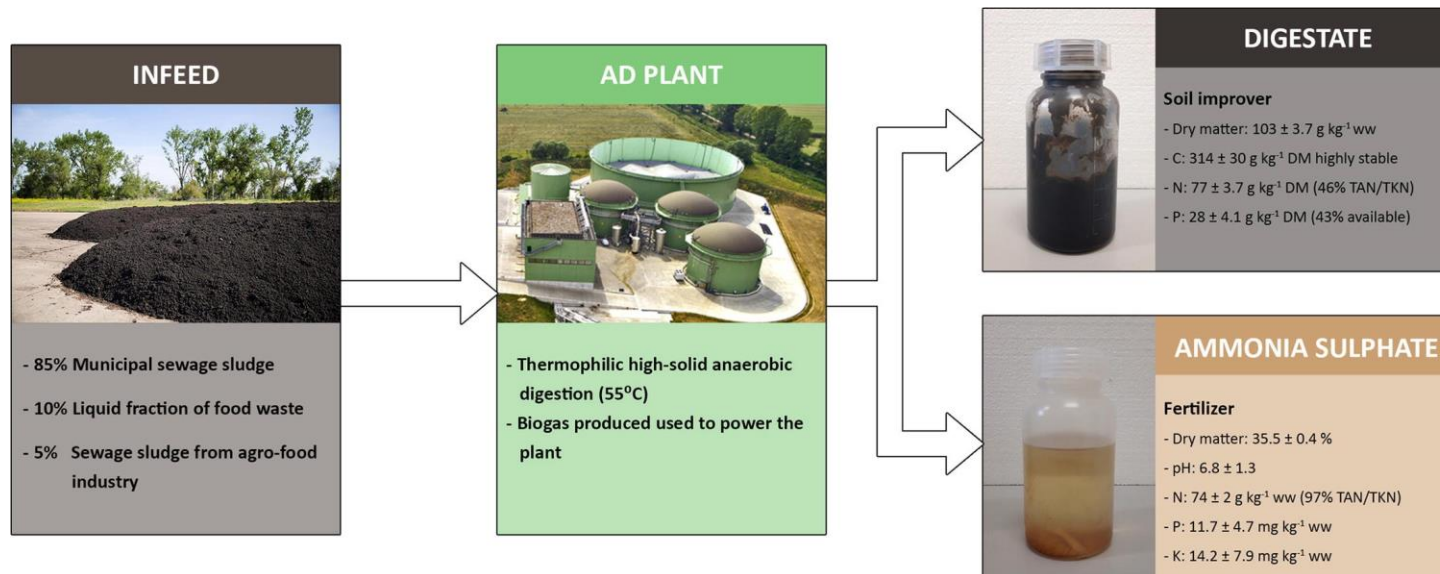 INFEED
- 85% Municipal sewage sludge
- 10% Liquid fraction of food waste
- 5% Sewage sludge from agro-food
industry
AD PLANT
- Thermophilic high-solid anaerobic
digestion (55⁰C)
- Biogas produced used to power the
plant
DIGESTATE
Soil improver
- Dry matter: 103 ± 3.7 g kg⁻¹ ww
- C: 314 ± 30 g kg⁻¹ DM highly stable
- N: 77 ± 3.7 g kg⁻¹ DM (46% TAN/TKN)
- P: 28 ± 4.1 g kg⁻¹ DM (43% available)
AMMONIA SULPHATE
Fertilizer
- Dry matter: 35.5 ± 0.4 %
- pH: 6.8 ± 1.3
- N: 74 ± 2 g kg⁻¹ ww (97% TAN/TKN)
- P: 11.7 ± 4.7 mg kg⁻¹ ww
- K: 14.2 ± 7.9 mg kg⁻¹ ww